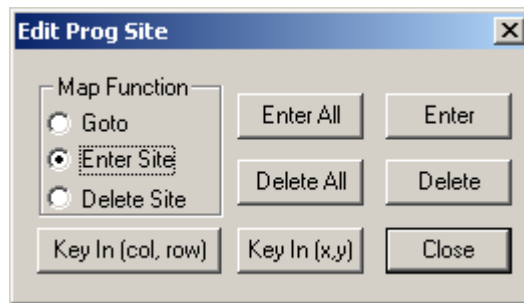 Edit Prog Site
Map Function
Goto
Enter Site
Delete Site
Enter All
Enter
Delete All
Delete
Key In (col, row)
Key In (x,y)
Close